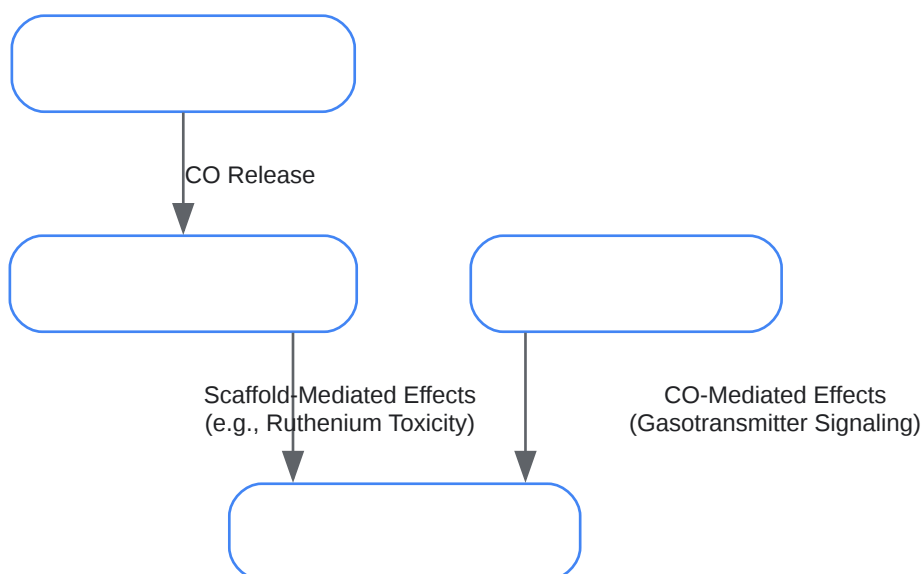 CO Release
Scaffold-Mediated Effects
(e.g., Ruthenium Toxicity)
CO-Mediated Effects
(Gasotransmitter Signaling)